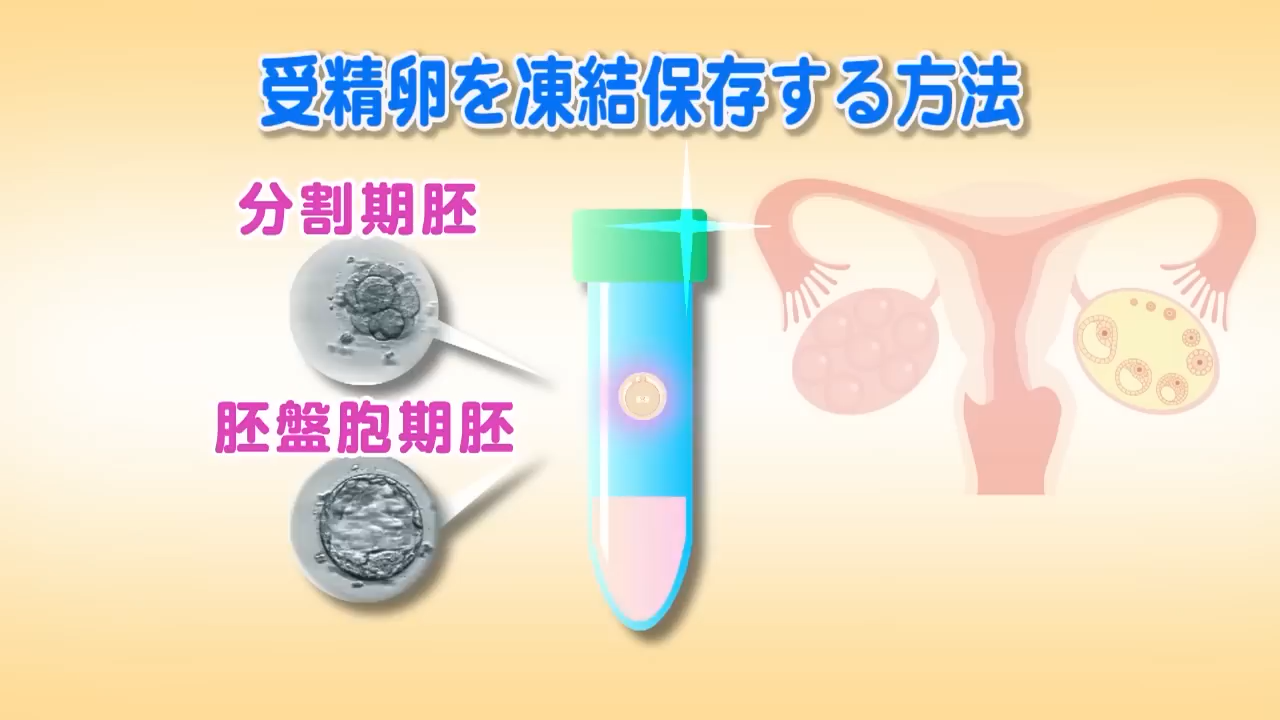 受精卵を凍結保存する方法
分割期胚
胚盤胞期胚